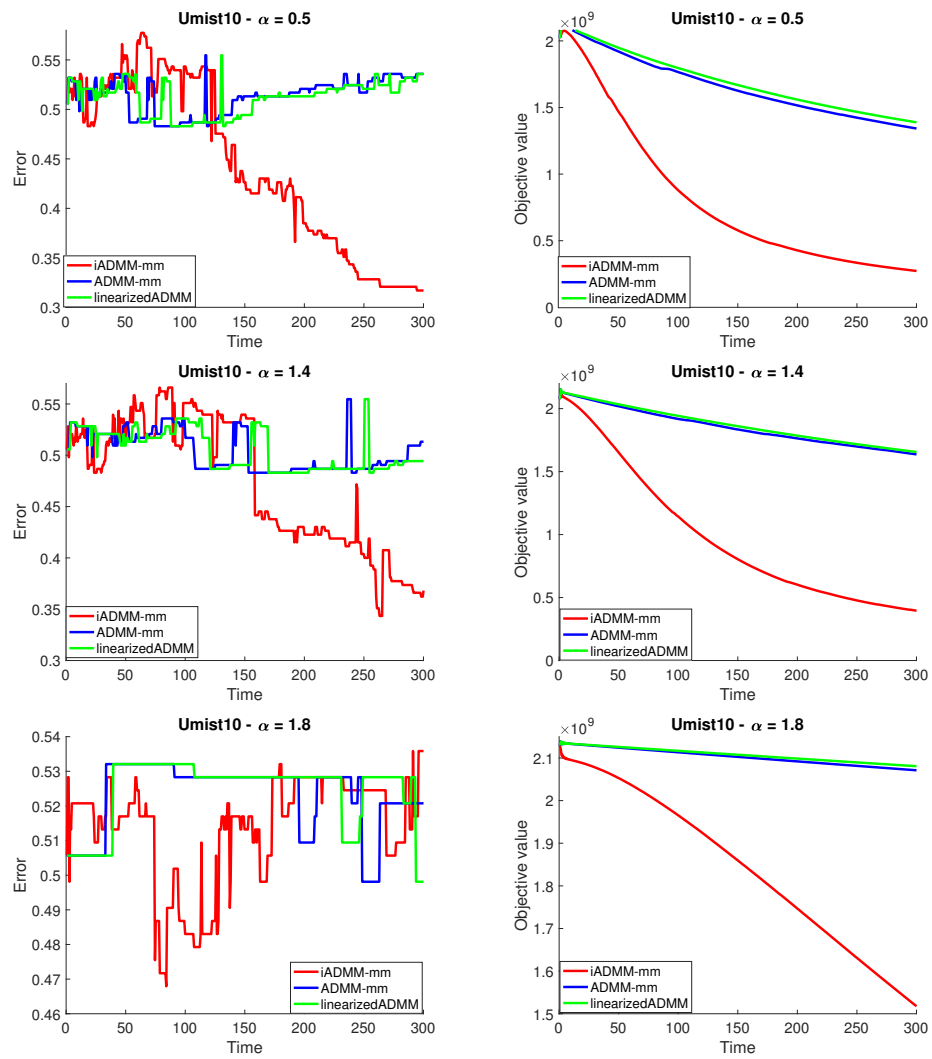 Umist10 - α = 0.5
Error
0.55
0.5
0.45
0.4
0.35
0.3
iADMM-mm
ADMM-mm
linearizedADMM
0 50 100 150 200 250 300
Time
Umist10 - α = 0.5
×10^9
Objective value
2
1.5
1
0.5
0
iADMM-mm
ADMM-mm
linearizedADMM
0 50 100 150 200 250 300
Time
Umist10 - α = 1.4
Error
0.55
0.5
0.45
0.4
0.35
0.3
iADMM-mm
ADMM-mm
linearizedADMM
0 50 100 150 200 250 300
Time
Umist10 - α = 1.4
×10^9
Objective value
2
1.5
1
0.5
0
iADMM-mm
ADMM-mm
linearizedADMM
0 50 100 150 200 250 300
Time
Umist10 - α = 1.8
Error
0.54
0.53
0.52
0.51
0.5
0.49
0.48
0.47
0.46
iADMM-mm
ADMM-mm
linearizedADMM
0 50 100 150 200 250 300
Time
Umist10 - α = 1.8
×10^9
Objective value
2.1
2
1.9
1.8
1.7
1.6
1.5
iADMM-mm
ADMM-mm
linearizedADMM
0 50 100 150 200 250 300
Time